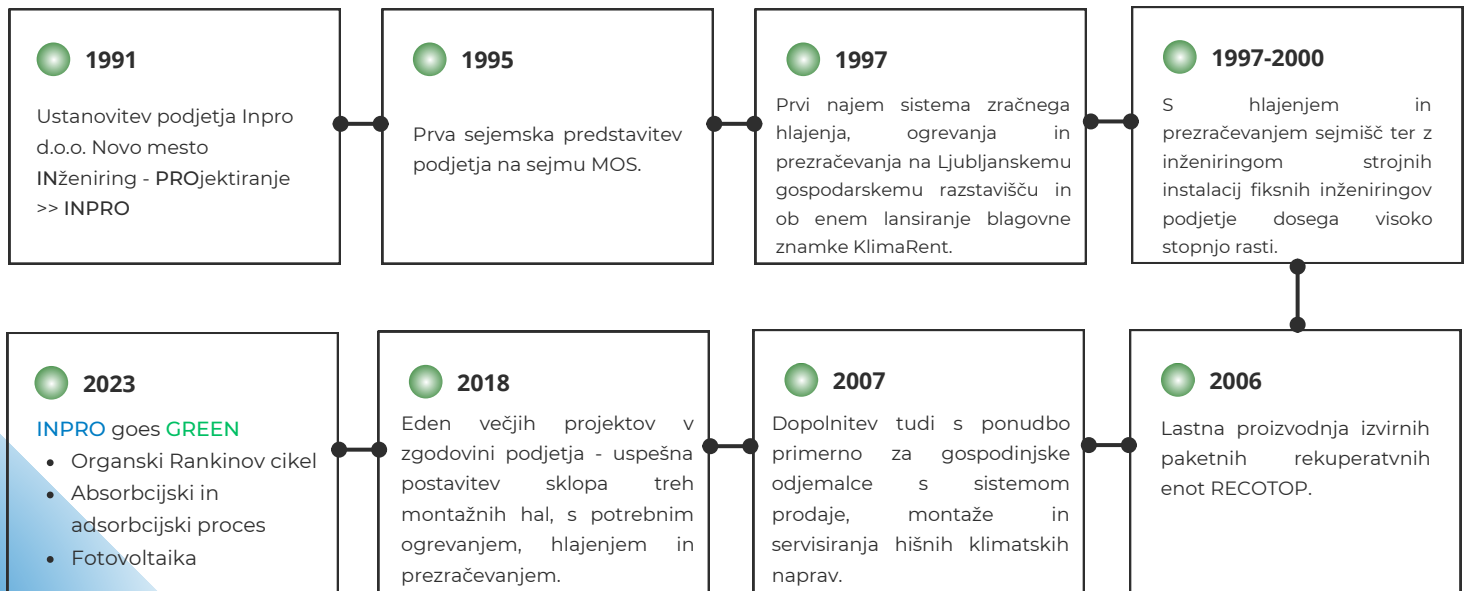 1991
Ustanovitev podjetja Inpro
d.o.o. Novo mesto
INženiring - PROjektiranje
>> INPRO
1995
Prva sejemska predstavitev
podjetja na sejmu MOS.
1997
Prvi najem sistema zračnega
hlajenja, ogrevanja in
prezračevanja na Ljubljanskemu
gospodarskemu razstavišču in
ob enem lansiranje blagovne
znamke KlimaRent.
1997-2000
S hlajenjem in
prezračevanjem sejmišč ter z
inženiringom strojnih
instalacij fiksnih inženiringov
podjetje dosega visoko
stopnjo rasti.
2006
Lastna proizvodnja izvirnih
paketnih rekuperatvnih
enot RECOTOP.
2007
Dopolnitev tudi s ponudbo
primerno za gospodinjske
odjemalce s sistemom
prodaje, montaže in
servisiranja hišnih klimatskih
naprav.
2018
Eden večjih projektov v
zgodovini podjetja - uspešna
postavitev sklopa treh
montažnih hal, s potrebnim
ogrevanjem, hlajenjem in
prezračevanjem.
2023
INPRO goes GREEN
• Organski Rankinov cikel
• Absorbcijski in
adsorbcijski proces
• Fotovoltaika